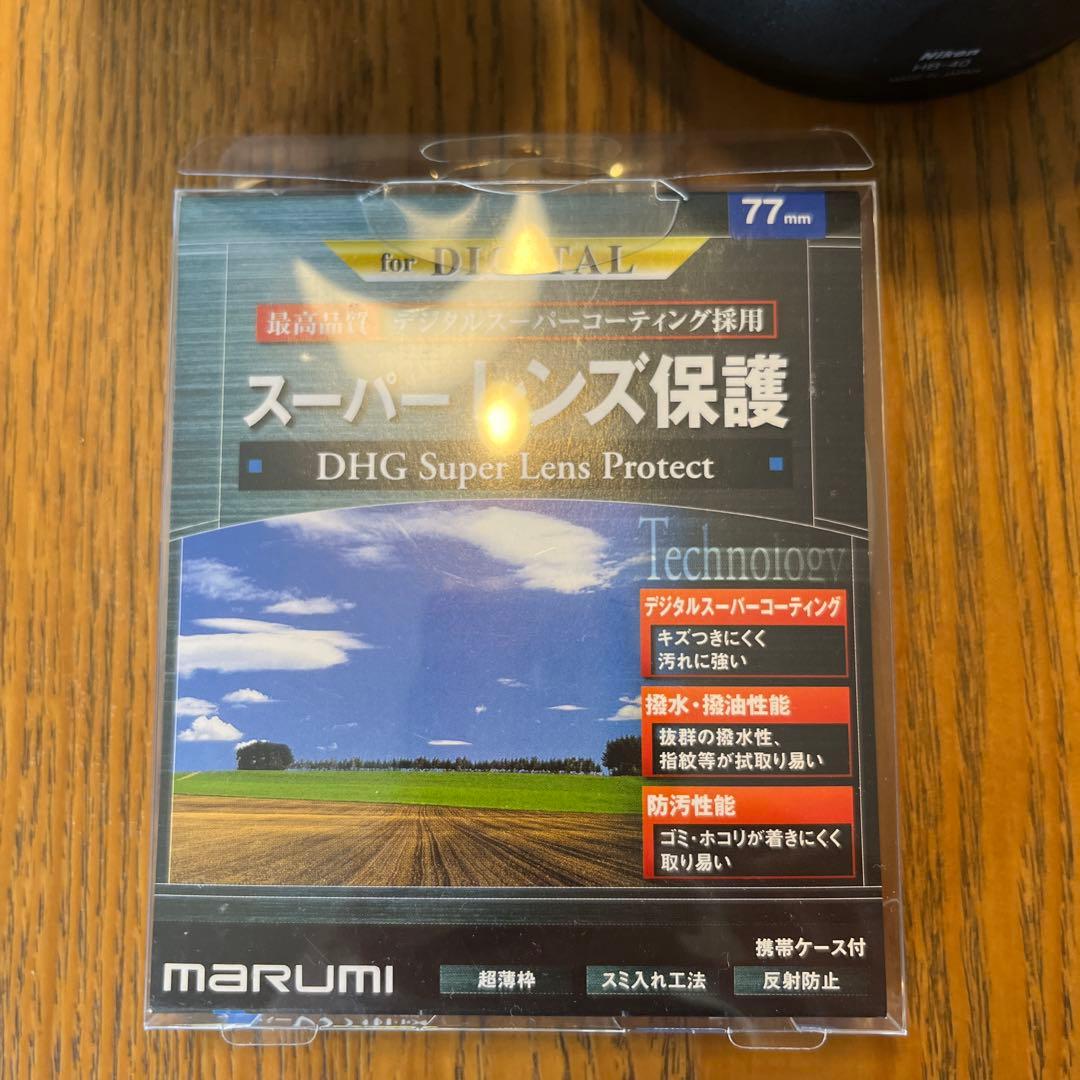 Nikon
HB-40
MADE IN JAPAN
77mm
for DIGITAL
最高品質 デジタルスーパーコーティング採用
スーパー レンズ保護
DHG Super Lens Protect
Technology
デジタルスーパーコーティング
キズつきにくく
汚れに強い
撥水・撥油性能
抜群の撥水性、
指紋等が拭取り易い
防汚性能
ゴミ・ホコリが着きにくく
取り易い
携帯ケース付
marumi
超薄枠
スミ入れ工法
反射防止